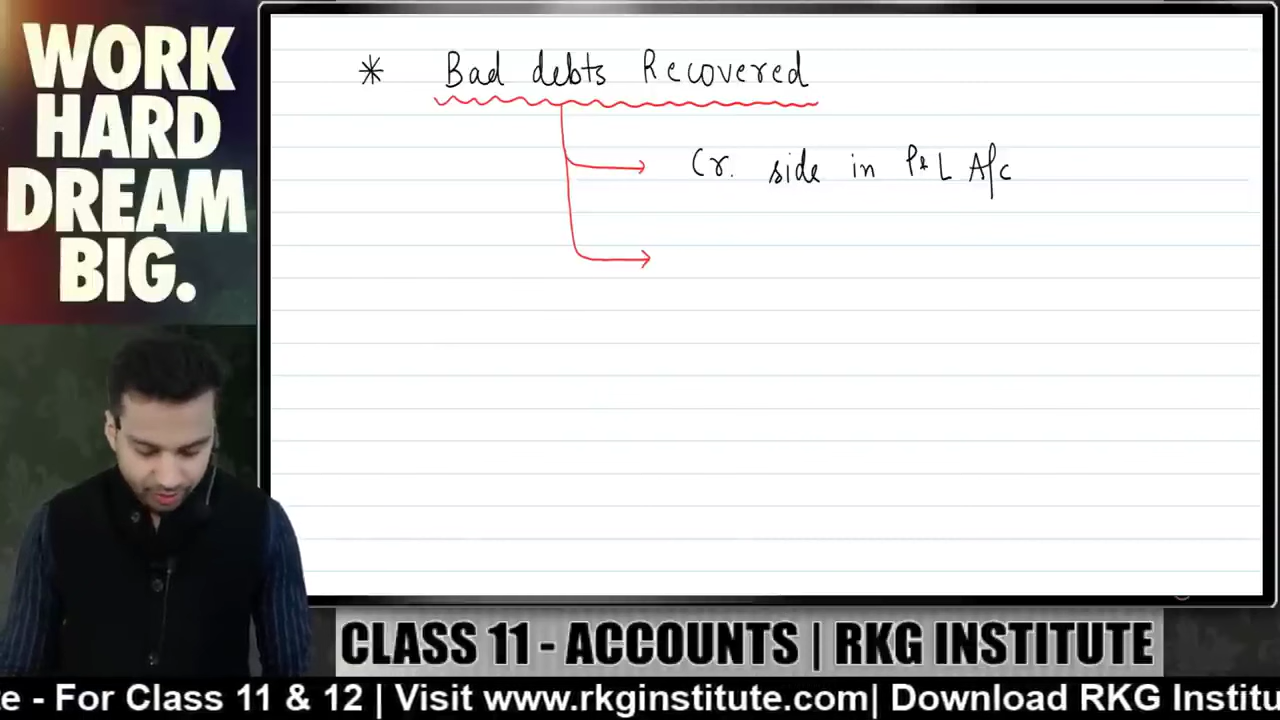 WORK
HARD
DREAM
BIG.
* Bad debts Recovered
Cr. side in P&L A/c
CLASS 11 - ACCOUNTS | RKG INSTITUTE
te - For Class 11 & 12 | Visit www.rkginstitute.com| Download RKG Institu